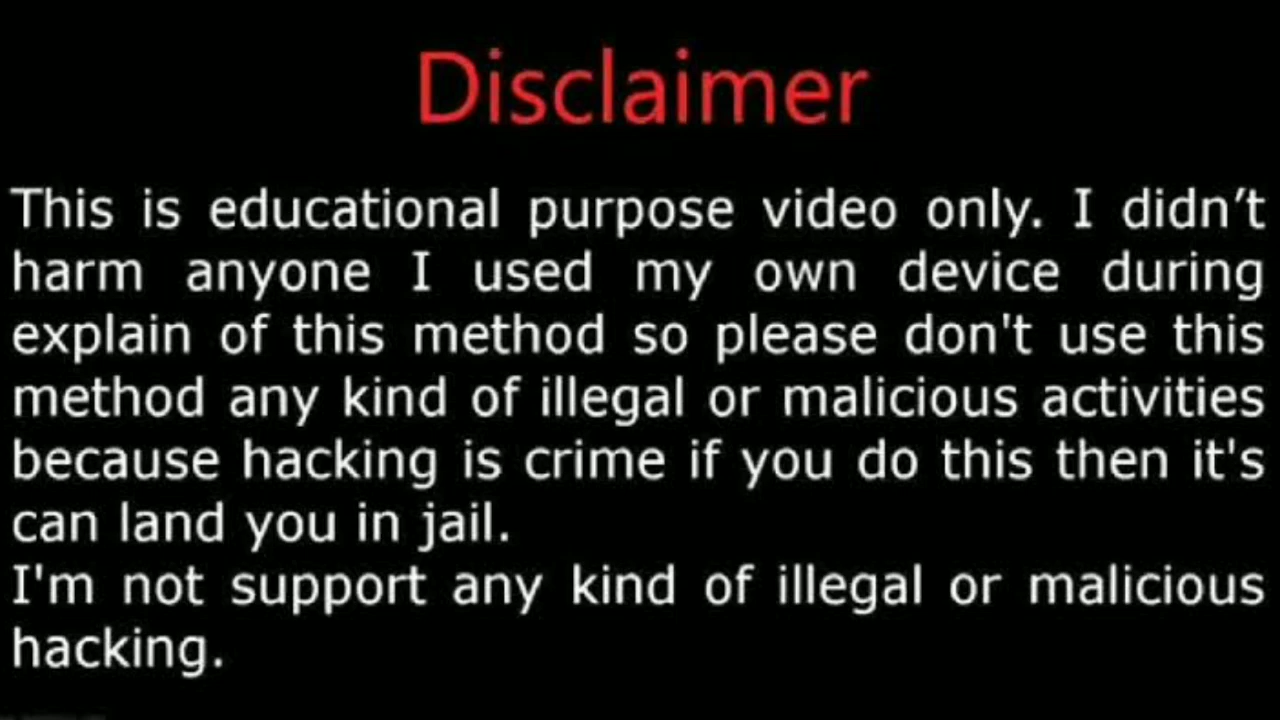 Disclaimer
This is educational purpose video only. I didn’t
harm anyone I used my own device during
explain of this method so please don't use this
method any kind of illegal or malicious activities
because hacking is crime if you do this then it's
can land you in jail.
I'm not support any kind of illegal or malicious
hacking.